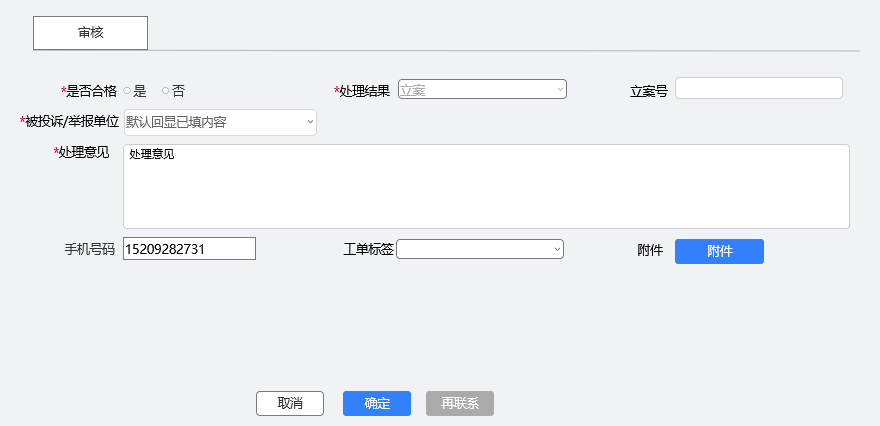 审核
*是否合格 是 否 *处理结果 立案 立案号
*被投诉/举报单位 默认回显已填内容
*处理意见 处理意见
手机号码 15209282731 工单标签 附件 附件
取消 确定 再联系